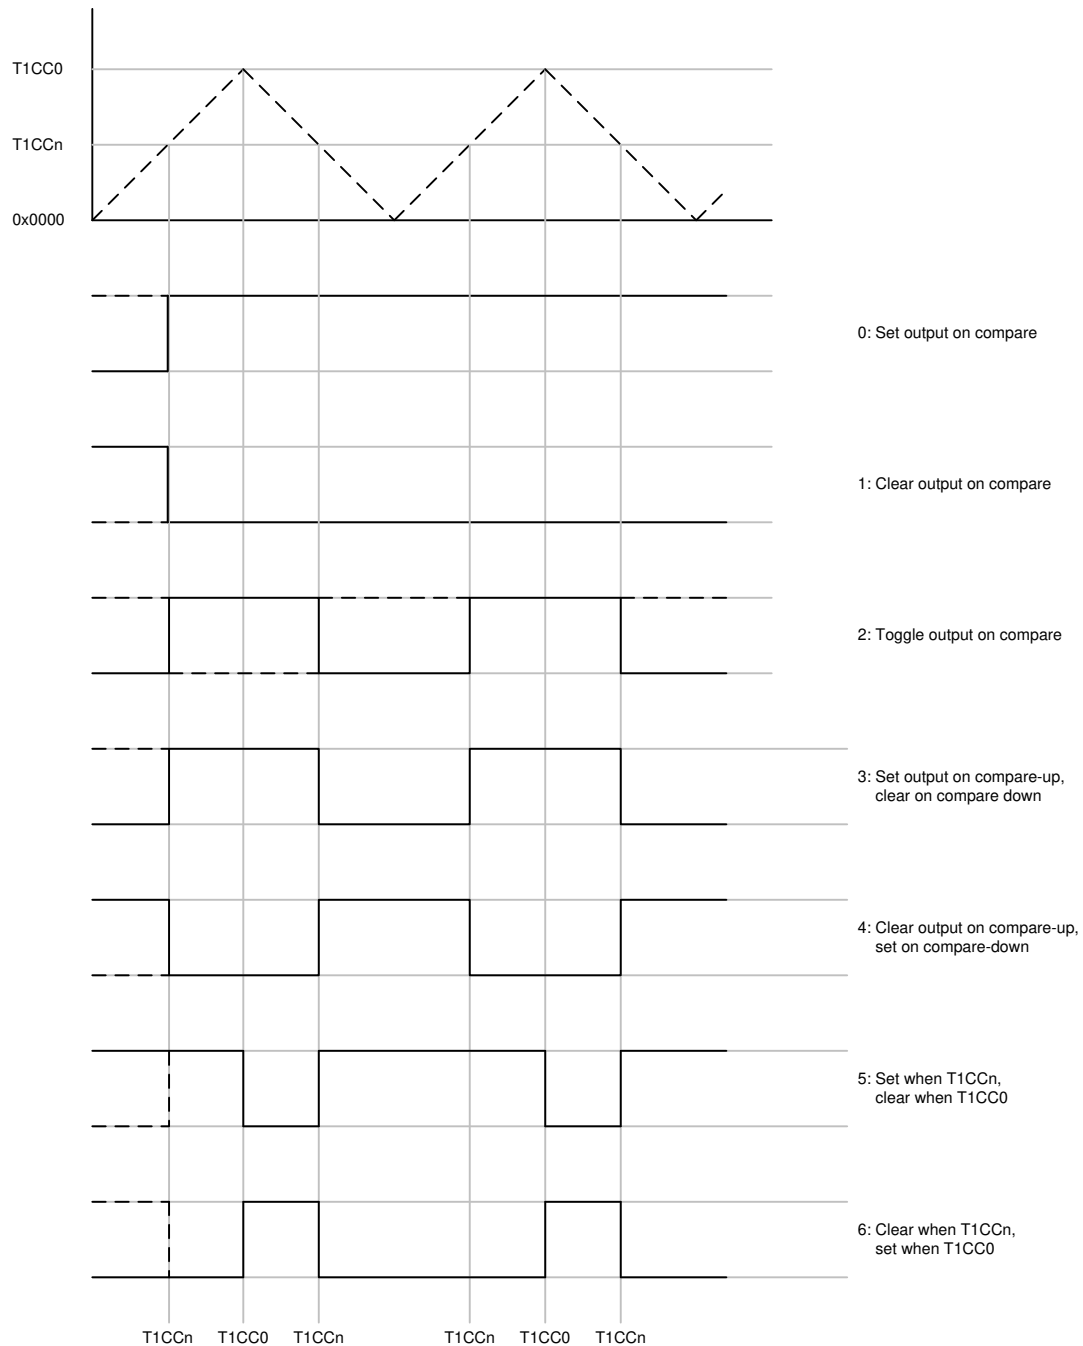 T1CC0
T1CCn
0x0000
0: Set output on compare
1: Clear output on compare
2: Toggle output on compare
3: Set output on compare-up,
clear on compare down
4: Clear output on compare-up,
set on compare-down
5: Set when T1CCn,
clear when T1CC0
6: Clear when T1CCn,
set when T1CC0
T1CCn T1CC0 T1CCn T1CCn T1CC0 T1CCn